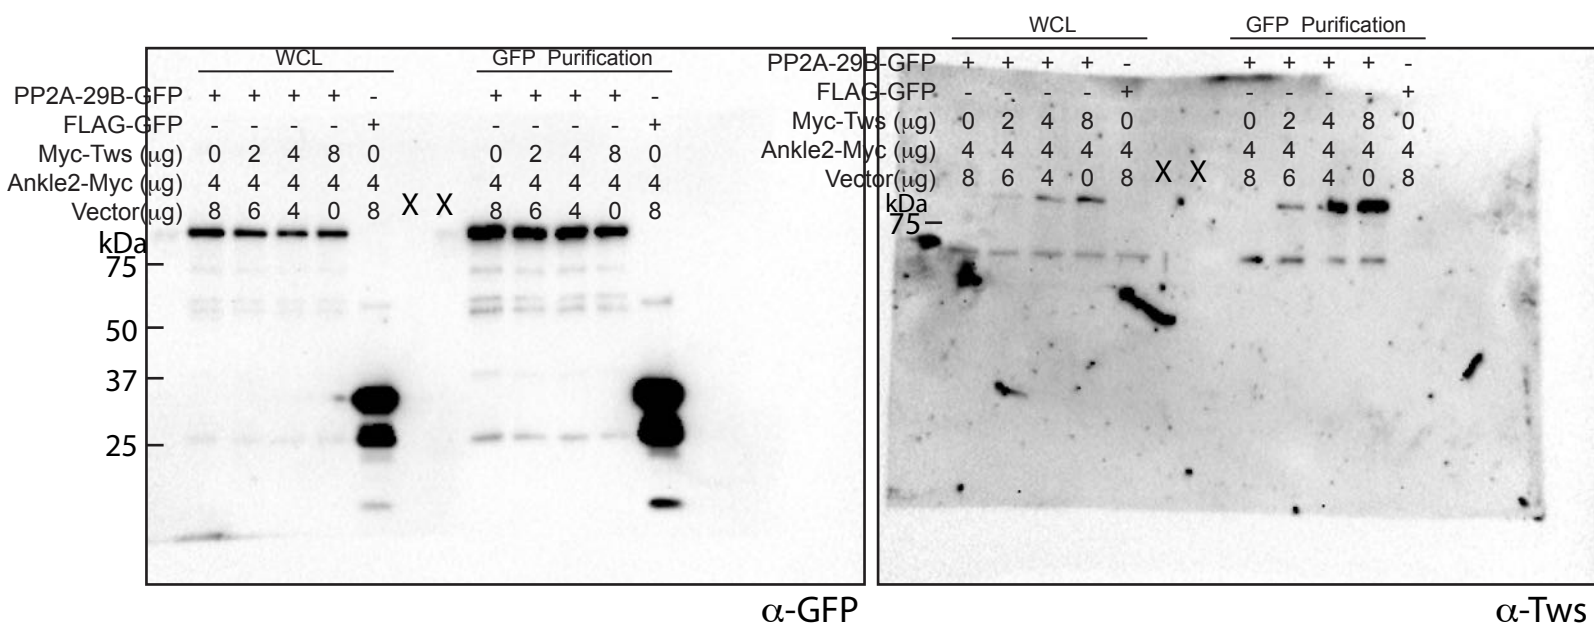 WCL GFP Purification
PP2A-29B-GFP + + + + - + + + + -
FLAG-GFP - - - - + - - - - +
Myc-Tws (μg) 0 2 4 8 0 0 2 4 8 0
Ankle2-Myc (μg) 4 4 4 4 4 4 4 4 4 4
Vector(μg) 8 6 4 0 8 X X 8 6 4 0 8
kDa
75
50
37
25
α-GFP
WCL GFP Purification
PP2A-29B-GFP + + + + - + + + + -
FLAG-GFP - - - - + - - - - +
Myc-Tws (μg) 0 2 4 8 0 0 2 4 8 0
Ankle2-Myc (μg) 4 4 4 4 4 4 4 4 4 4
Vector(μg) 8 6 4 0 8 X X 8 6 4 0 8
kDa
75
α-Tws